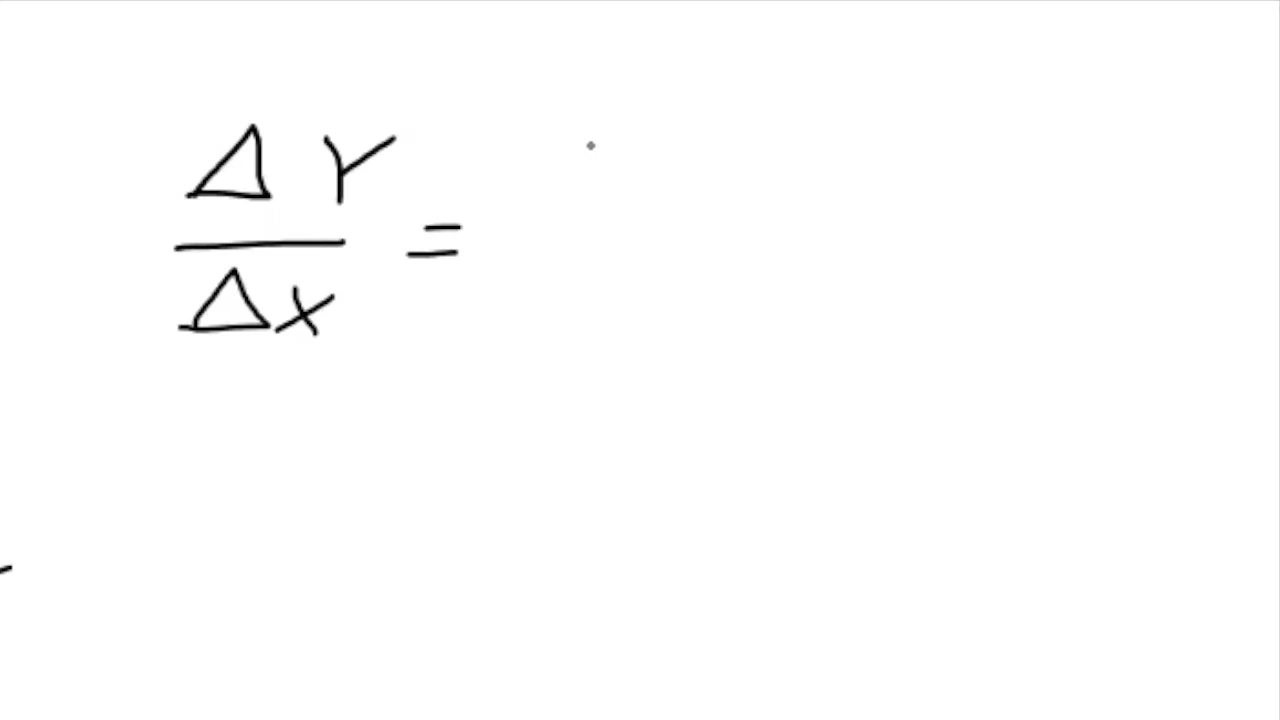 ΔY
—— =
Δx